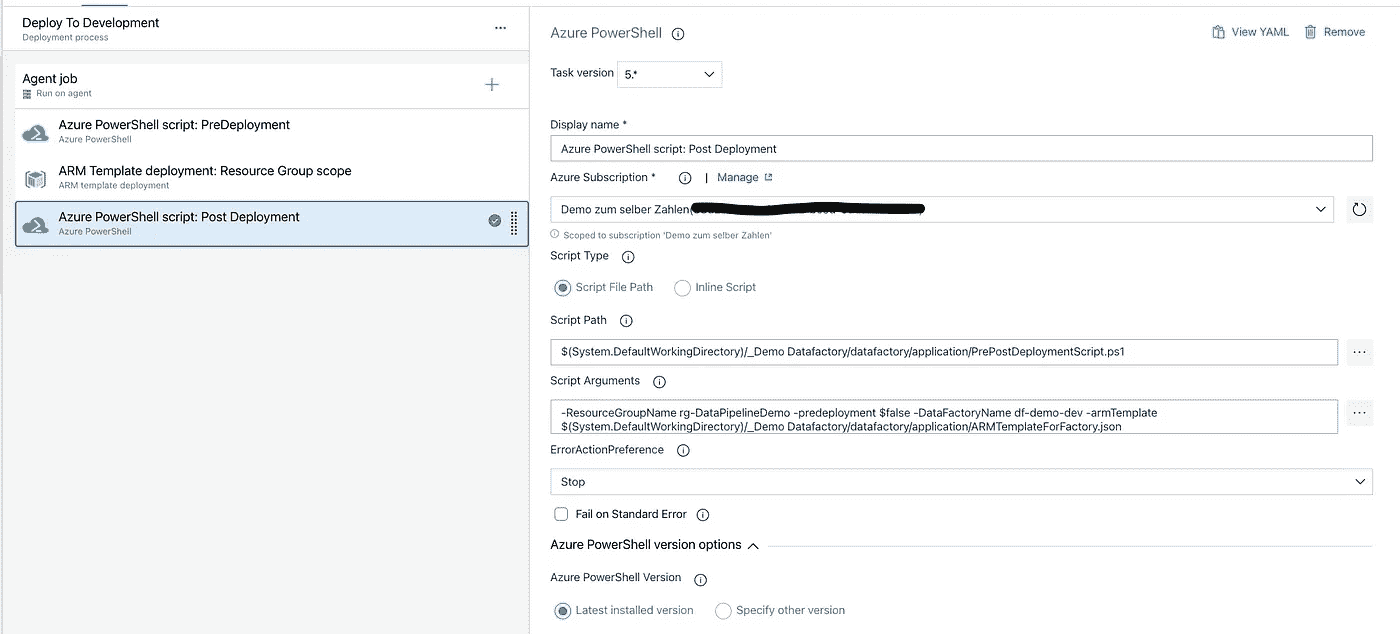 Deploy To Development
Deployment process
Agent job
Run on agent
Azure PowerShell script: PreDeployment
Azure PowerShell
ARM Template deployment: Resource Group scope
ARM template deployment
Azure PowerShell script: Post Deployment
Azure PowerShell
Azure PowerShell
View YAML
Remove
Task version
5.*
Display name *
Azure PowerShell script: Post Deployment
Azure Subscription *
| Manage
Demo zum selber Zahlen(
Scoped to subscription 'Demo zum selber Zahlen'
Script Type
Script File Path
Inline Script
Script Path
$(System.DefaultWorkingDirectory)/_Demo Datafactory/datafactory/application/PrePostDeploymentScript.ps1
Script Arguments
-ResourceGroupName rg-DataPipelineDemo -predeployment $false -DataFactoryName df-demo-dev -armTemplate
$(System.DefaultWorkingDirectory)/_Demo Datafactory/datafactory/application/ARMTemplateForFactory.json
ErrorActionPreference
Stop
Fail on Standard Error
Azure PowerShell version options
Azure PowerShell Version
Latest installed version
Specify other version